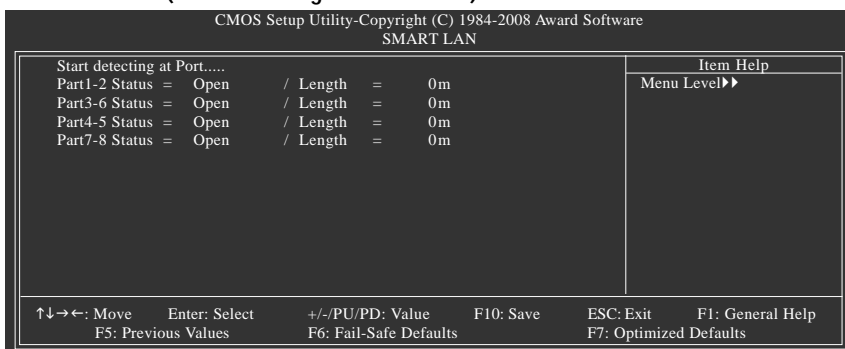 CMOS Setup Utility-Copyright (C) 1984-2008 Award Software
SMART LAN
Start detecting at Port.....
Part1-2 Status = Open / Length = 0m
Part3-6 Status = Open / Length = 0m
Part4-5 Status = Open / Length = 0m
Part7-8 Status = Open / Length = 0m
Item Help
Menu Level▶▶
↑↓→←: Move Enter: Select +/-/PU/PD: Value F10: Save ESC: Exit F1: General Help
F5: Previous Values F6: Fail-Safe Defaults F7: Optimized Defaults